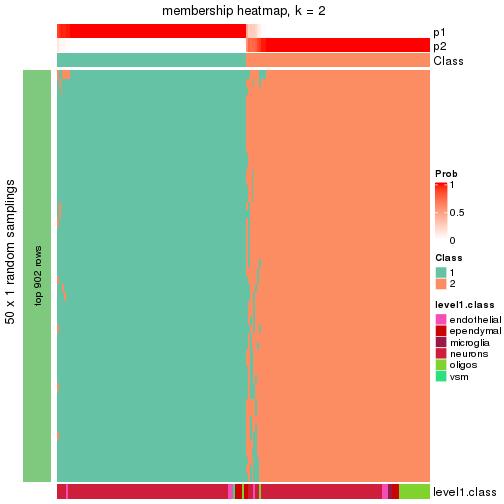 membership heatmap, k = 2
p1
p2
Class
50 x 1 random samplings
top 902 rows
Prob
1
0.5
0
Class
1
2
level1.class
endothelial
ependymal
microglia
neurons
oligos
vsm
level1.class